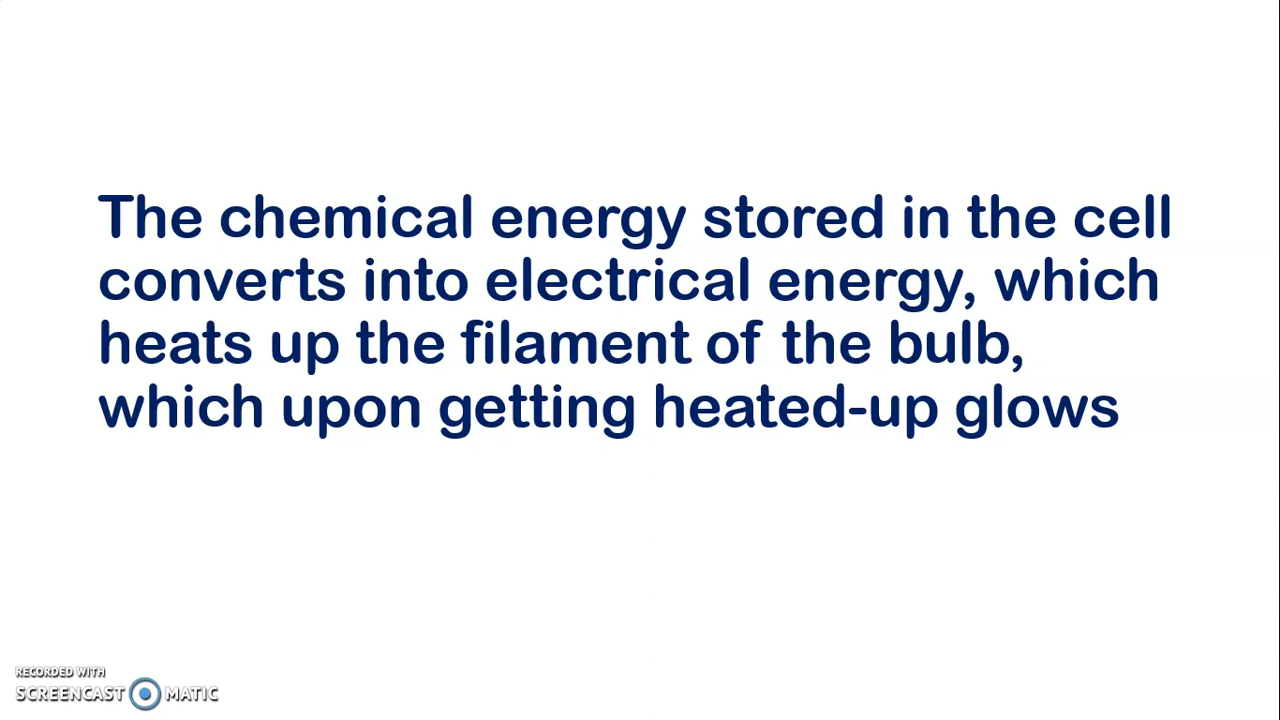 The chemical energy stored in the cell
converts into electrical energy, which
heats up the filament of the bulb,
which upon getting heated-up glows
RECORDED WITH
SCREENCAST MATIC